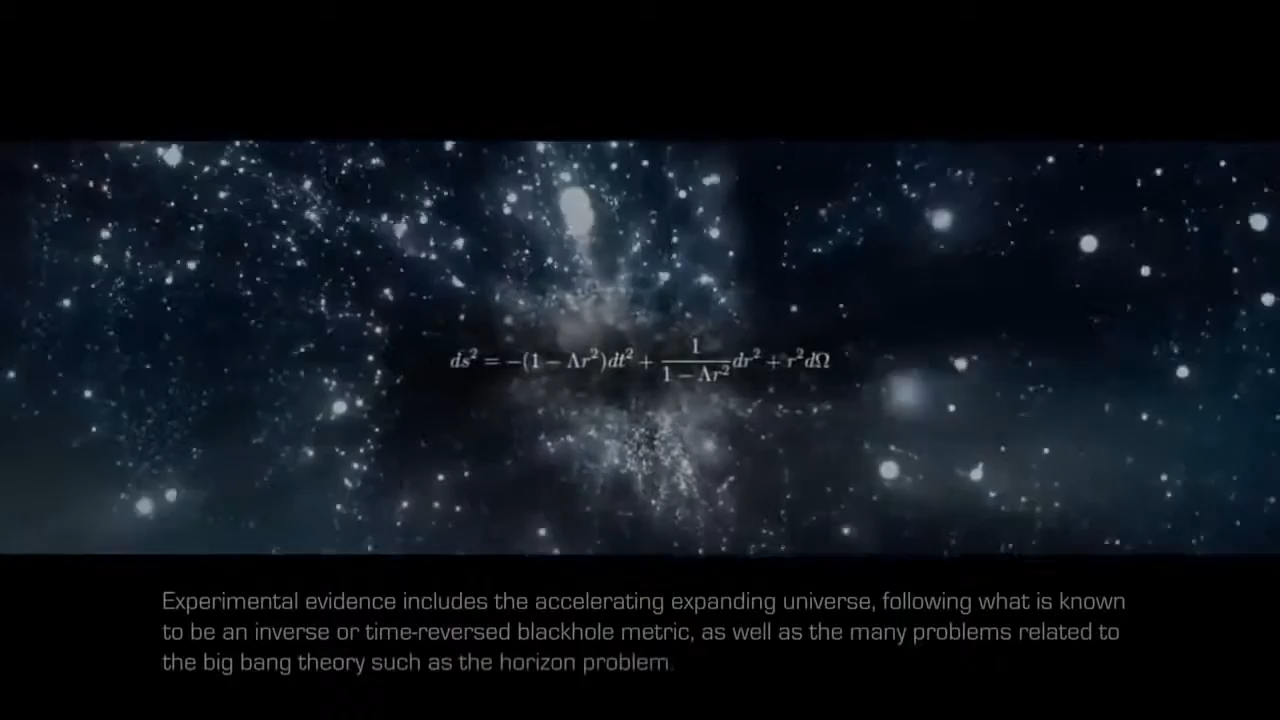 ds² = −(1 − Λr²)dt² + 1/(1 − Λr²) dr² + r²dΩ
Experimental evidence includes the accelerating expanding universe, following what is known
to be an inverse or time-reversed blackhole metric, as well as the many problems related to
the big bang theory such as the horizon problem.